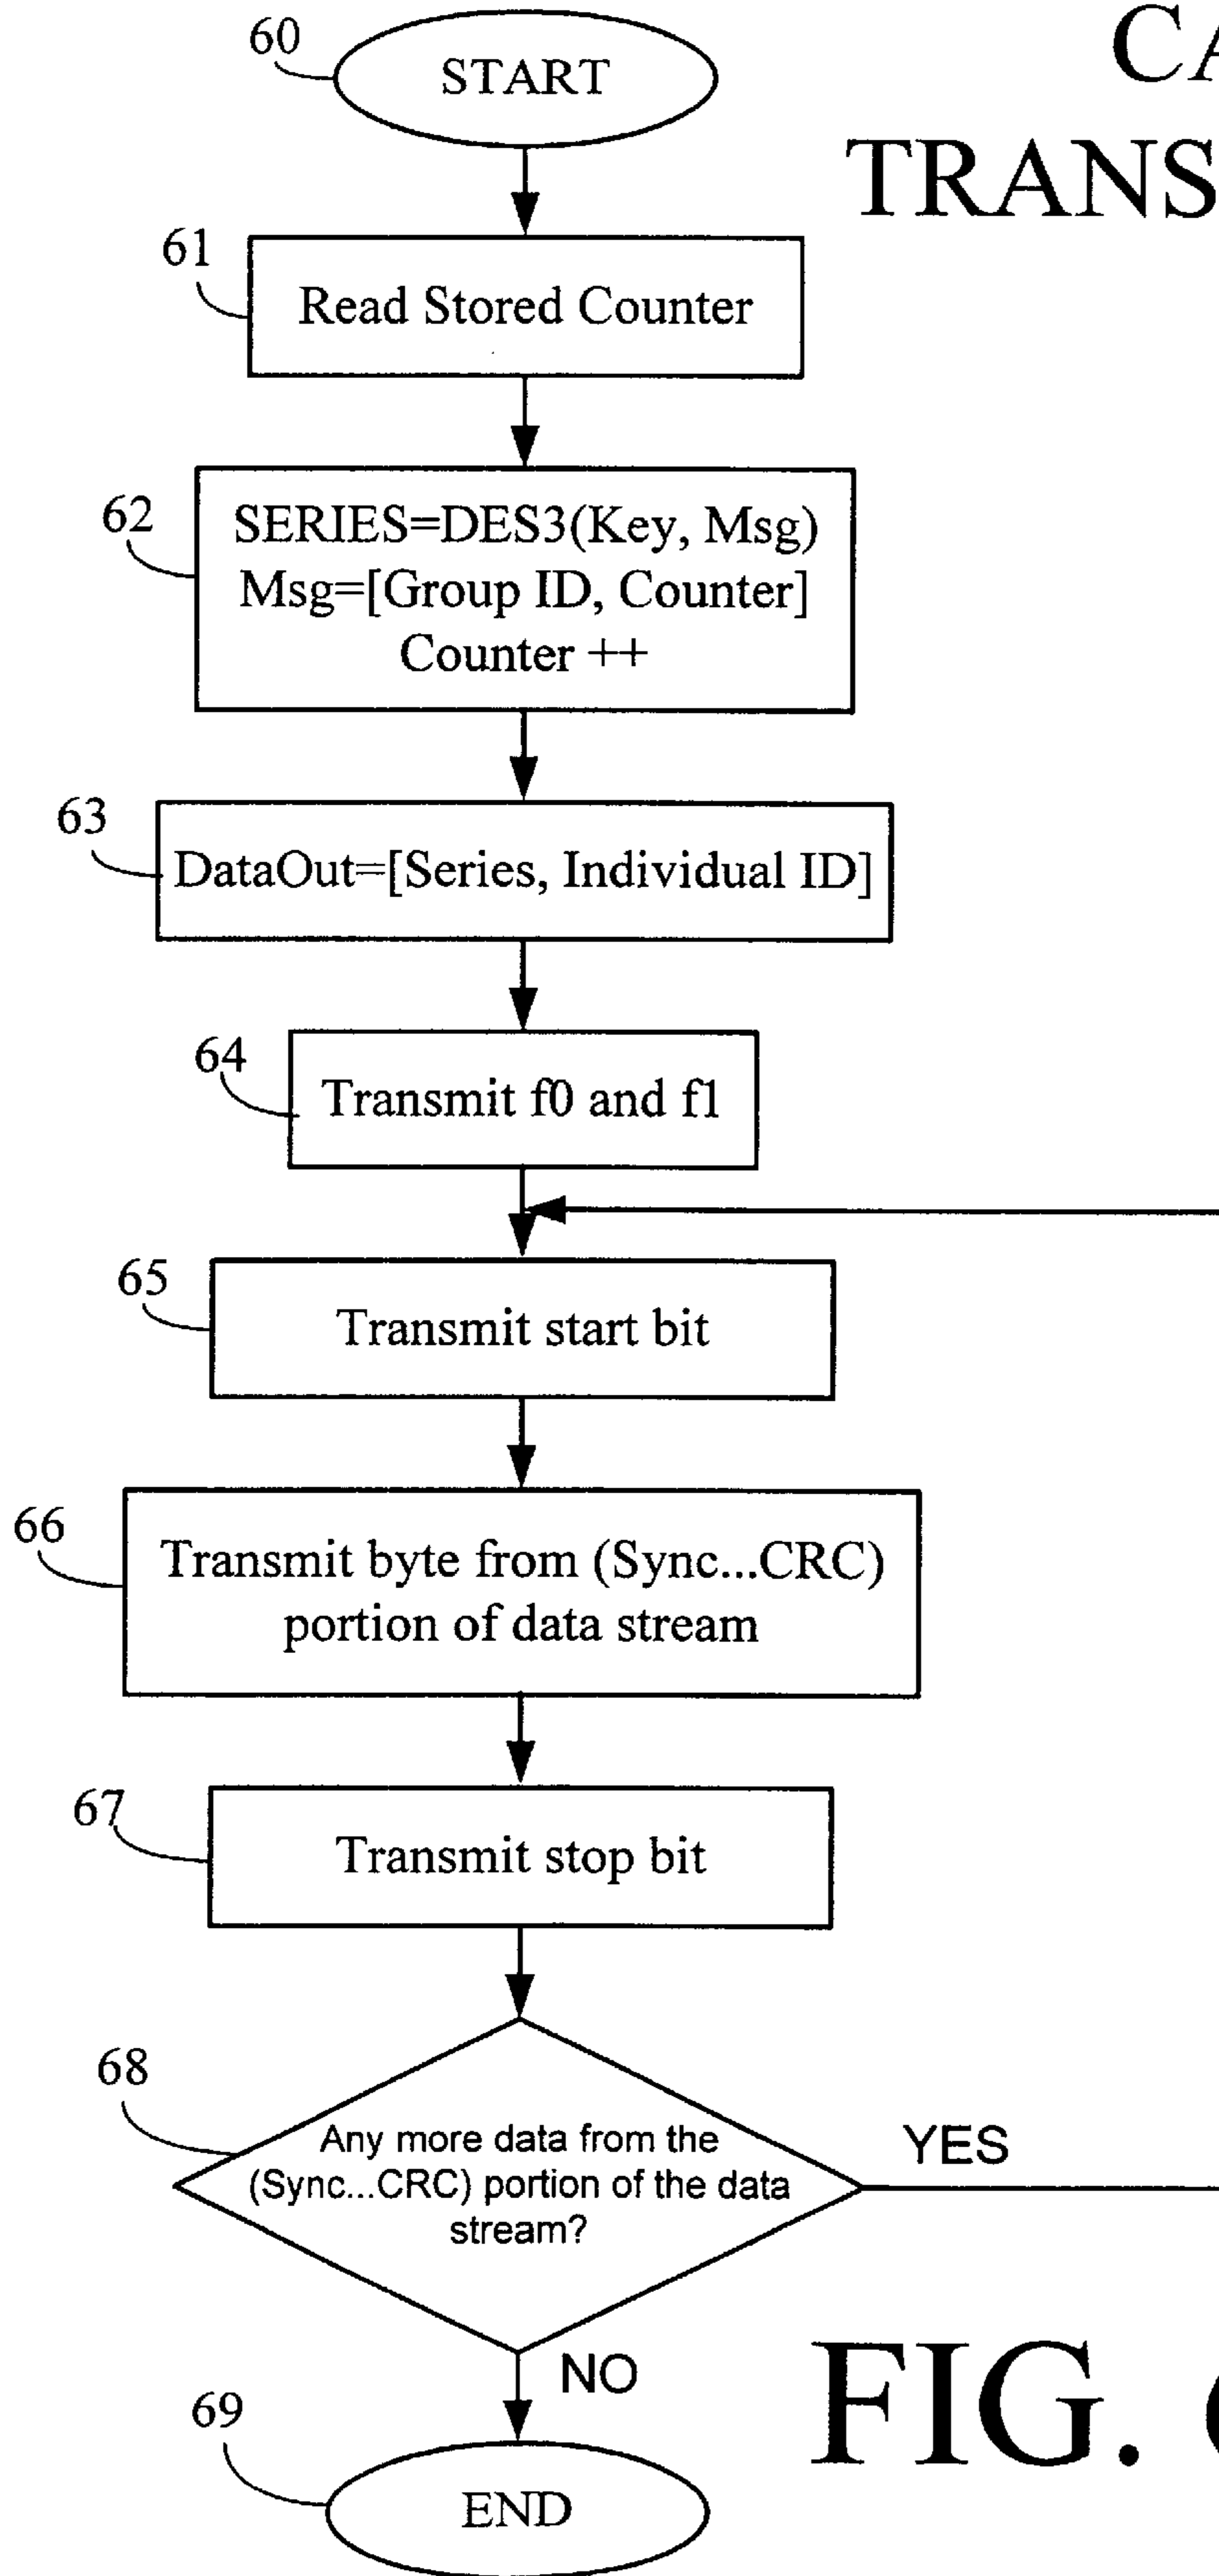 60
START
CA
TRANS
61
Read Stored Counter
62
SERIES=DES3(Key, Msg)
Msg=[Group ID, Counter]
Counter ++
63
DataOut=[Series, Individual ID]
64
Transmit f0 and f1
65
Transmit start bit
66
Transmit byte from (Sync...CRC)
portion of data stream
67
Transmit stop bit
68
Any more data from the
(Sync...CRC) portion of the data
stream?
YES
NO
FIG.
69
END